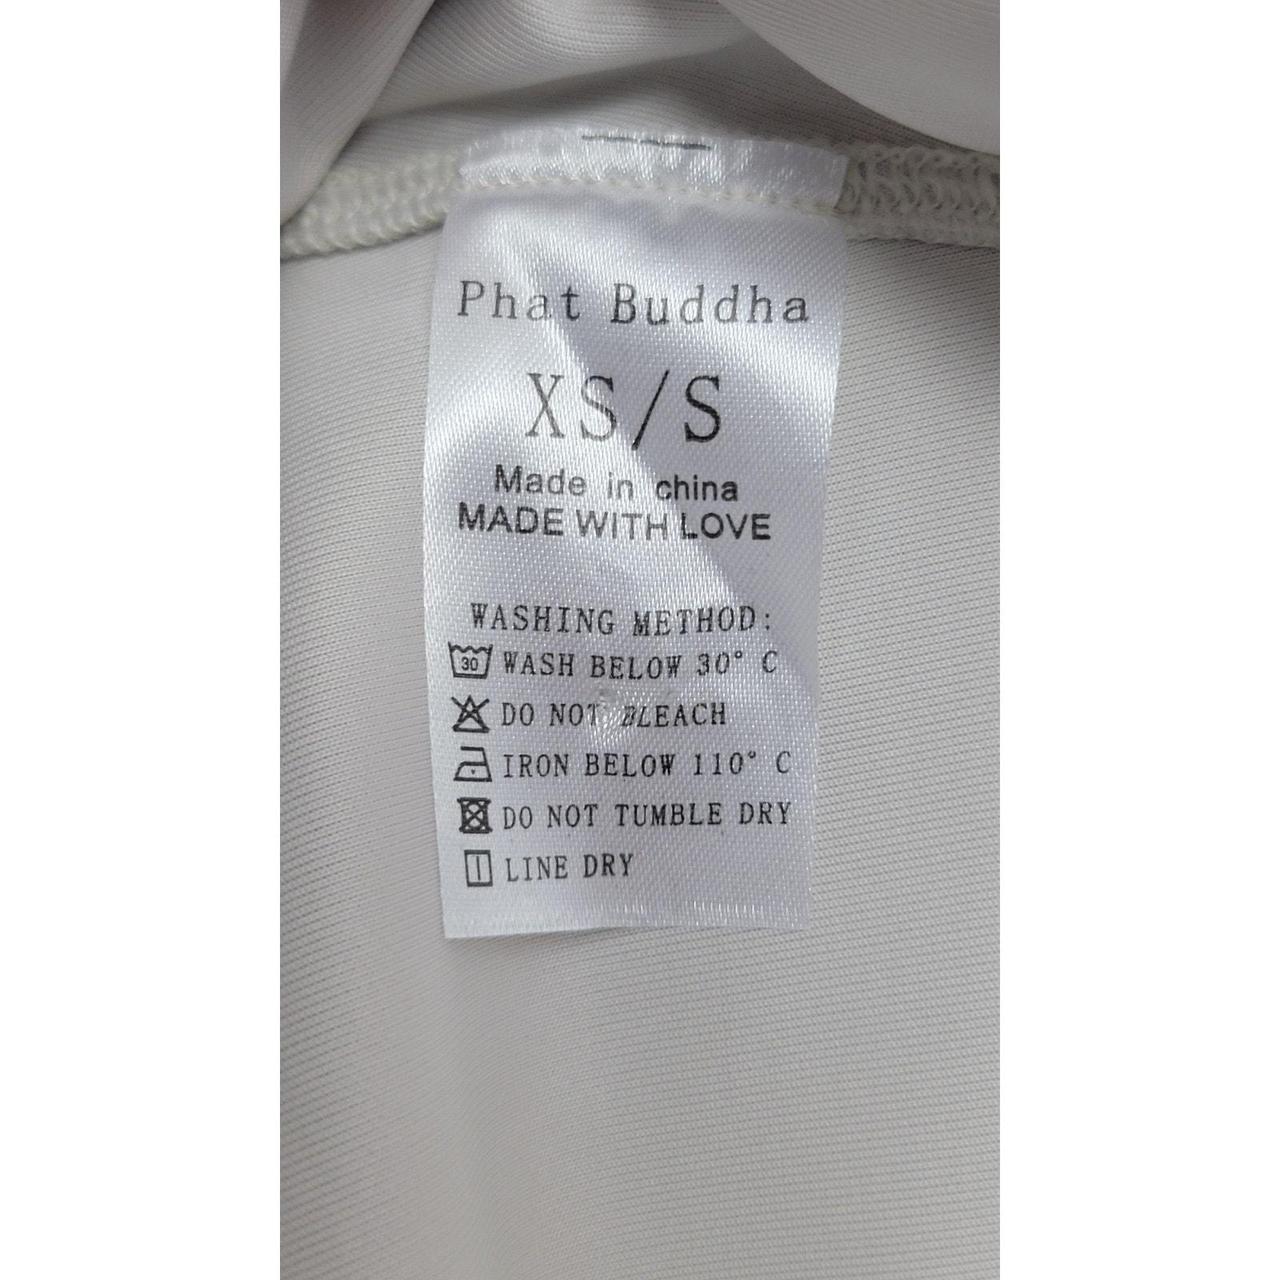 Phat Buddha
XS/S
Made in china
MADE WITH LOVE
WASHING METHOD:
30 WASH BELOW 30° C
DO NOT BLEACH
IRON BELOW 110° C
DO NOT TUMBLE DRY
LINE DRY